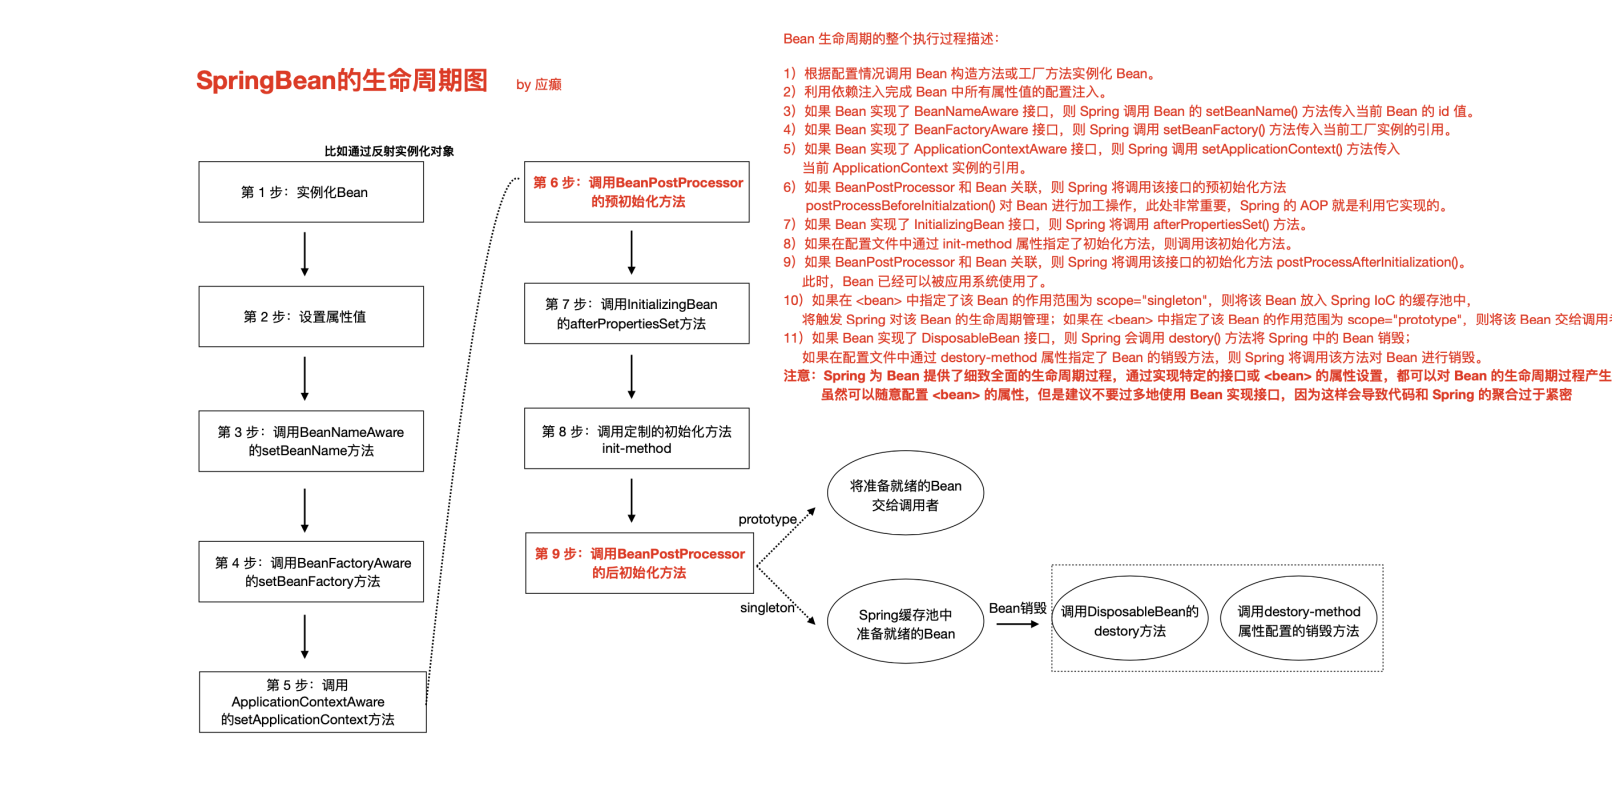 SpringBean的生命周期图 by 应癫
比如通过反射实例化对象
第 1 步：实例化Bean
第 2 步：设置属性值
第 3 步：调用BeanNameAware
的setBeanName方法
第 4 步：调用BeanFactoryAware
的setBeanFactory方法
第 5 步：调用
ApplicationContextAware
的setApplicationContext方法
第 6 步：调用BeanPostProcessor
的预初始化方法
第 7 步：调用InitializingBean
的afterPropertiesSet方法
第 8 步：调用定制的初始化方法
init-method
第 9 步：调用BeanPostProcessor
的后初始化方法
prototype
singleton
将准备就绪的Bean
交给调用者
Spring缓存池中
准备就绪的Bean
Bean销毁
调用DisposableBean的
destory方法
调用destory-method
属性配置的销毁方法
Bean 生命周期的整个执行过程描述：
1）根据配置情况调用 Bean 构造方法或工厂方法实例化 Bean。
2）利用依赖注入完成 Bean 中所有属性值的配置注入。
3）如果 Bean 实现了 BeanNameAware 接口，则 Spring 调用 Bean 的 setBeanName() 方法传入当前 Bean 的 id 值。
4）如果 Bean 实现了 BeanFactoryAware 接口，则 Spring 调用 setBeanFactory() 方法传入当前工厂实例的引用。
5）如果 Bean 实现了 ApplicationContextAware 接口，则 Spring 调用 setApplicationContext() 方法传入
当前 ApplicationContext 实例的引用。
6）如果 BeanPostProcessor 和 Bean 关联，则 Spring 将调用该接口的预初始化方法
postProcessBeforeInitialzation() 对 Bean 进行加工操作，此处非常重要，Spring 的 AOP 就是利用它实现的。
7）如果 Bean 实现了 InitializingBean 接口，则 Spring 将调用 afterPropertiesSet() 方法。
8）如果在配置文件中通过 init-method 属性指定了初始化方法，则调用该初始化方法。
9）如果 BeanPostProcessor 和 Bean 关联，则 Spring 将调用该接口的初始化方法 postProcessAfterInitialization()。
此时，Bean 已经可以被应用系统使用了。
10）如果在 <bean> 中指定了该 Bean 的作用范围为 scope="singleton"，则将该 Bean 放入 Spring IoC 的缓存池中，
将触发 Spring 对该 Bean 的生命周期管理；如果在 <bean> 中指定了该 Bean 的作用范围为 scope="prototype"，则将该 Bean 交给调用
11）如果 Bean 实现了 DisposableBean 接口，则 Spring 会调用 destory() 方法将 Spring 中的 Bean 销毁；
如果在配置文件中通过 destory-method 属性指定了 Bean 的销毁方法，则 Spring 将调用该方法对 Bean 进行销毁。
注意：Spring 为 Bean 提供了细致全面的生命周期过程，通过实现特定的接口或 <bean> 的属性设置，都可以对 Bean 的生命周期过程产生
虽然可以随意配置 <bean> 的属性，但是建议不要过多地使用 Bean 实现接口，因为这样会导致代码和 Spring 的聚合过于紧密